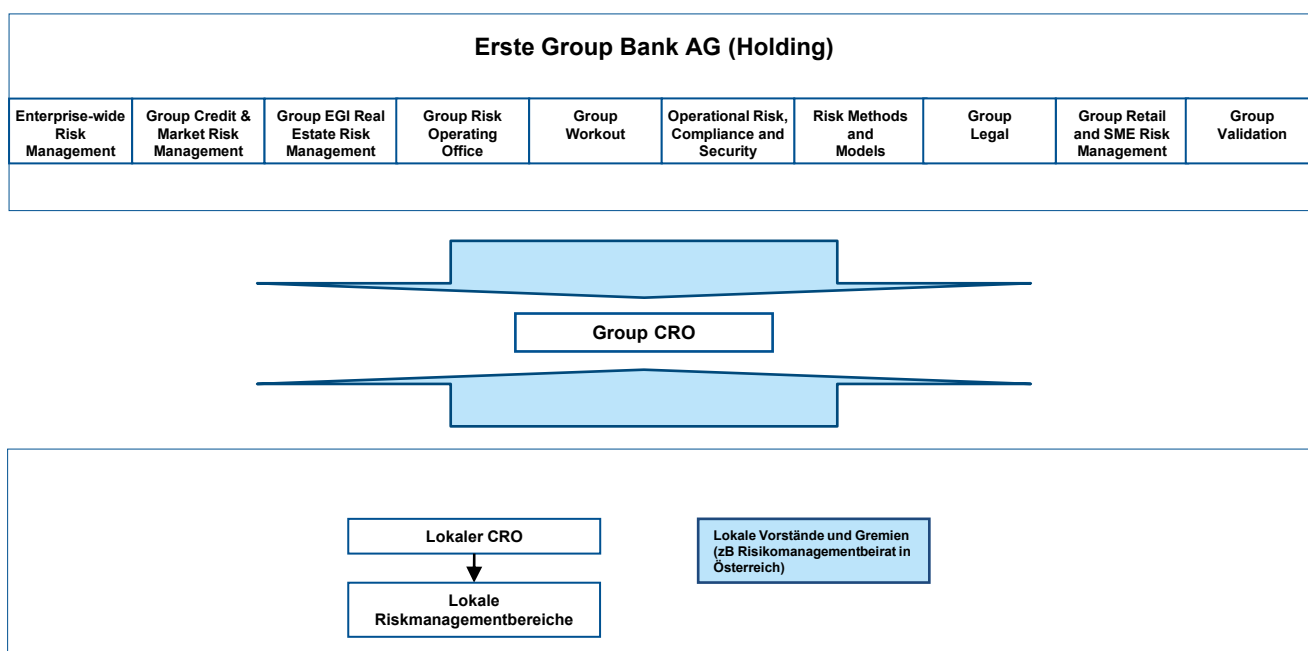 Erste Group Bank AG (Holding)
Enterprise-wide
Risk
Management
Group Credit &
Market Risk
Management
Group EGI Real
Estate Risk
Management
Group Risk
Operating
Office
Group
Workout
Operational Risk,
Compliance and
Security
Risk Methods
and
Models
Group
Legal
Group Retail
and SME Risk
Management
Group
Validation
Group CRO
Lokaler CRO
Lokale
Riskmanagementbereiche
Lokale Vorstände und Gremien
(zB Risikomanagementbeirat in
Österreich)